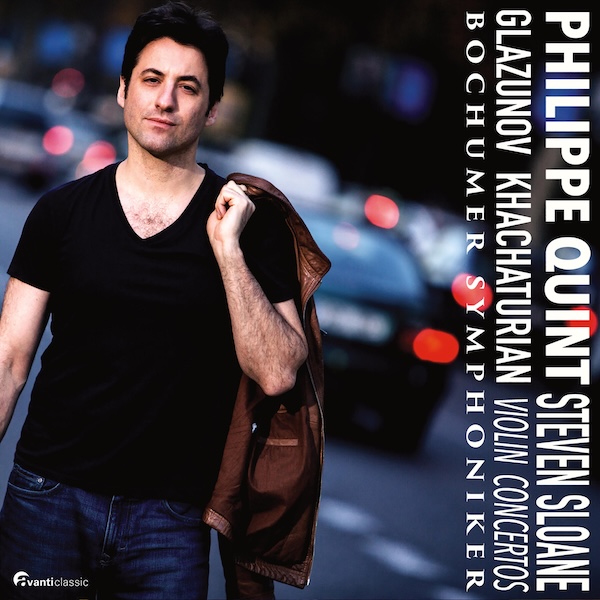 PHILIPPE QUINT STEVEN SLOANE
GLAZUNOV KHACHATURIAN VIOLIN CONCERTOS
BOCHUMER SYMPHONIKER
avanticlassic